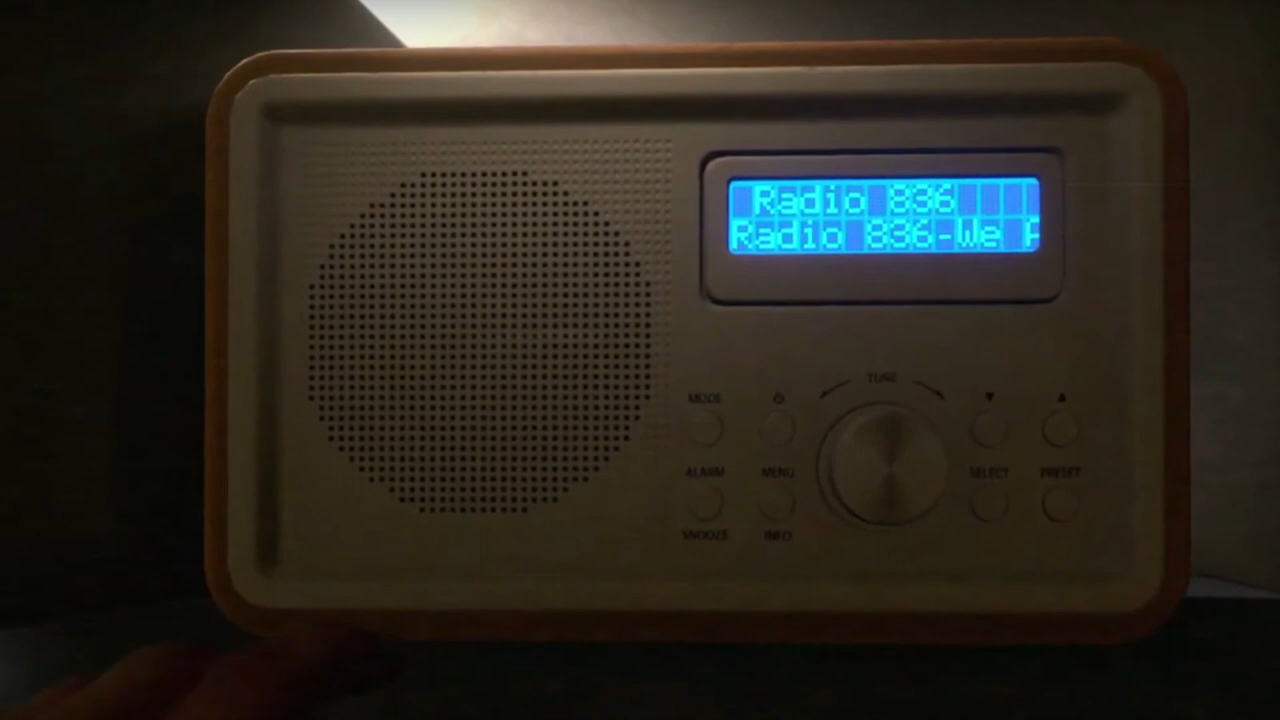 Radio 836
Radio 836-We P
TUNE
MODE
ALARM
MENU
SELECT
PRESET
SNOOZE
INFO